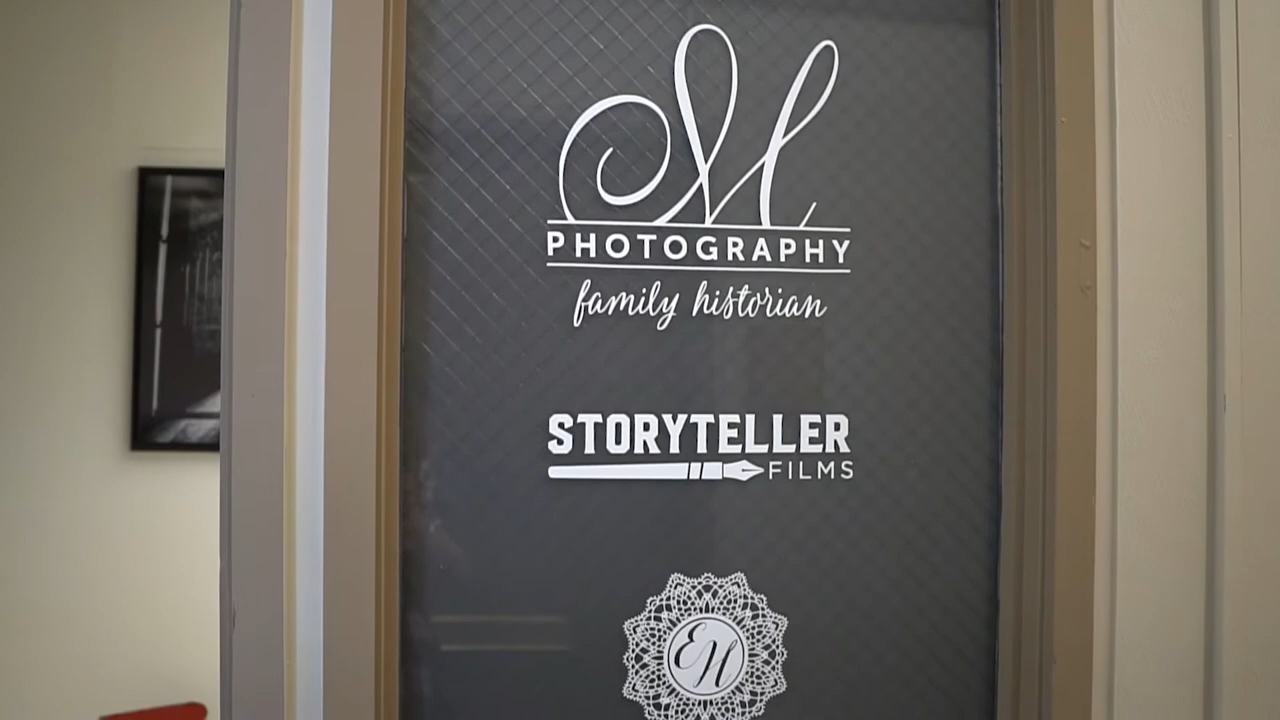 M
PHOTOGRAPHY
family historian
STORYTELLER
FILMS
EH